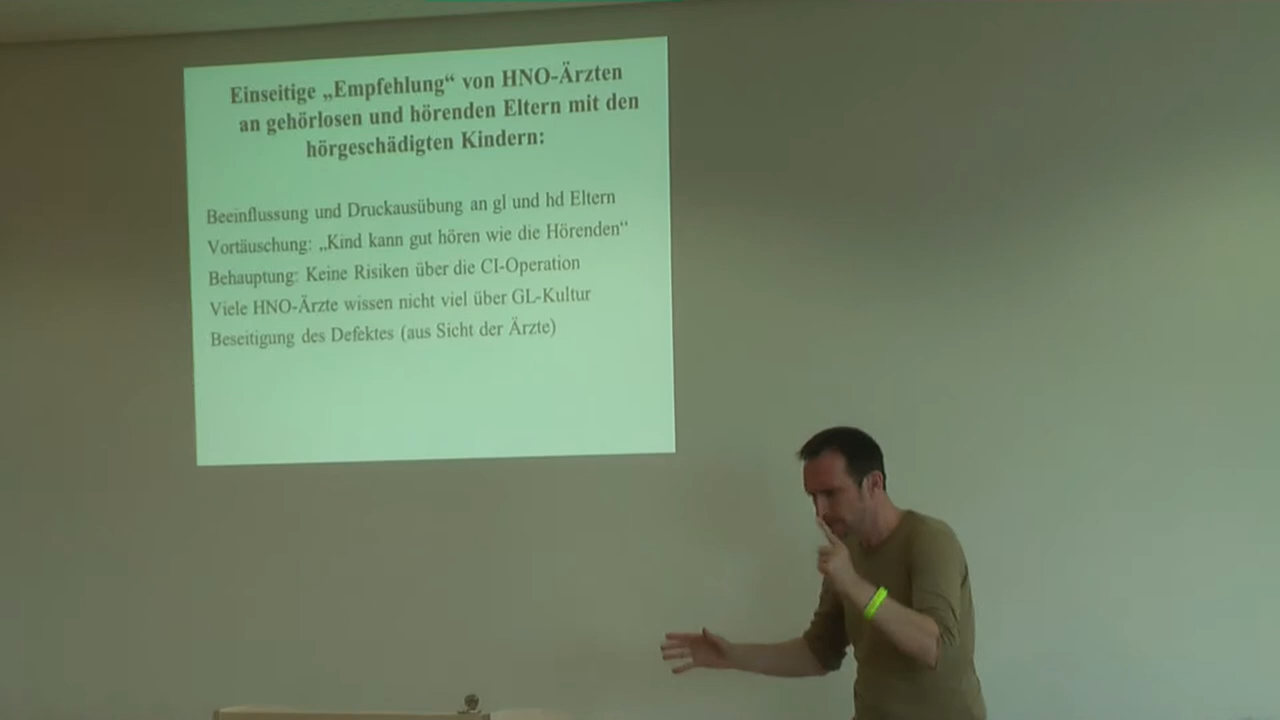 Einseitige „Empfehlung“ von HNO-Ärzten
an gehörlosen und hörenden Eltern mit den
hörgeschädigten Kindern:
Beeinflussung und Druckausübung an gl und hd Eltern
Vortäuschung: „Kind kann gut hören wie die Hörenden“
Behauptung: Keine Risiken über die CI-Operation
Viele HNO-Ärzte wissen nicht viel über GL-Kultur
Beseitigung des Defektes (aus Sicht der Ärzte)